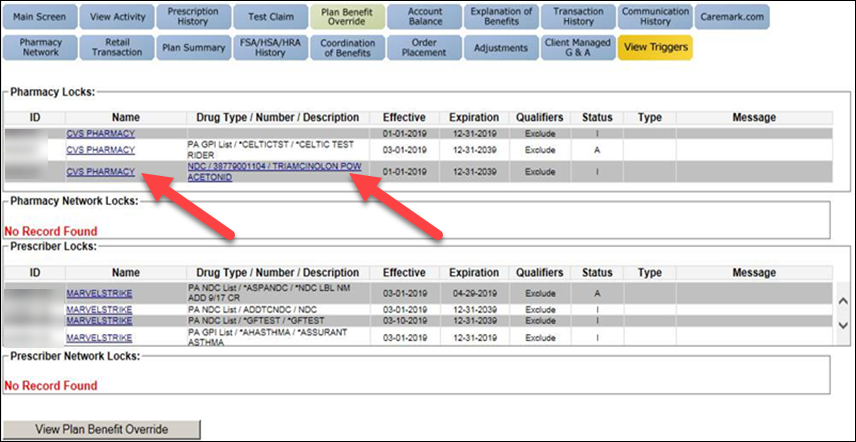 Main Screen View Activity Prescription History Test Claim Plan Benefit Override Account Balance Explanation of Benefits Transaction History Communication History Caremark.com
Pharmacy Network Retail Transaction Plan Summary FSA/HSA/HRA History Coordination of Benefits Order Placement Adjustments Client Managed G & A View Triggers
Pharmacy Locks:
ID Name Drug Type / Number / Description Effective Expiration Qualifiers Status Type Message
CVS PHARMACY 01-01-2019 12-31-2019 Exclude I
CVS PHARMACY PA GPI List / *CELTICTST / *CELTIC TEST RIDER 03-01-2019 12-31-2039 Exclude A
CVS PHARMACY NDC / 38779001104 / TRIAMCINOLON POW ACETONID 01-01-2019 12-31-2039 Exclude I
Pharmacy Network Locks:
No Record Found
Prescriber Locks:
ID Name Drug Type / Number / Description Effective Expiration Qualifiers Status Type Message
MARVELSTRIKE PA NDC List / *ASPANDC / *NDC LBL NM ADD 9/17 CR 03-01-2019 04-29-2019 Exclude A
MARVELSTRIKE PA NDC List / ADDTCNDC / NDC 03-01-2019 12-31-2039 Exclude I
MARVELSTRIKE PA NDC List / *GFTEST / *GFTEST 03-10-2019 12-31-2039 Exclude I
MARVELSTRIKE PA GPI List / *AHASTHMA / *ASSURANT ASTHMA 03-01-2019 12-31-2039 Exclude I
Prescriber Network Locks:
No Record Found
View Plan Benefit Override